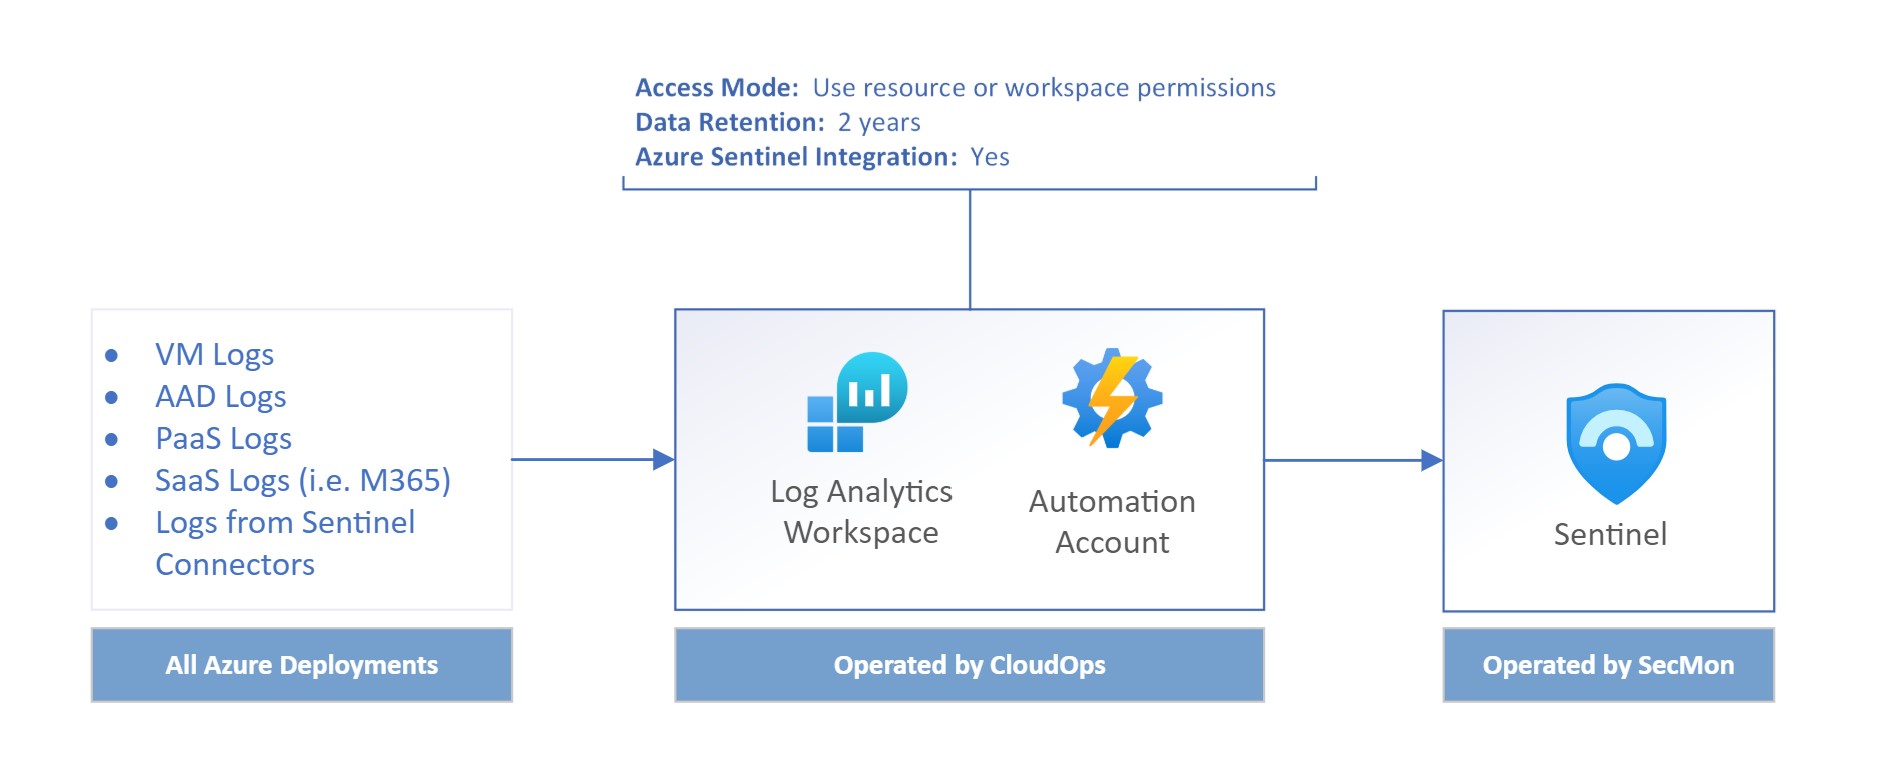 Access Mode: Use resource or workspace permissions
Data Retention: 2 years
Azure Sentinel Integration: Yes
VM Logs
AAD Logs
PaaS Logs
SaaS Logs (i.e. M365)
Logs from Sentinel
Connectors
All Azure Deployments
Log Analytics
Workspace
Automation
Account
Operated by CloudOps
Sentinel
Operated by SecMon